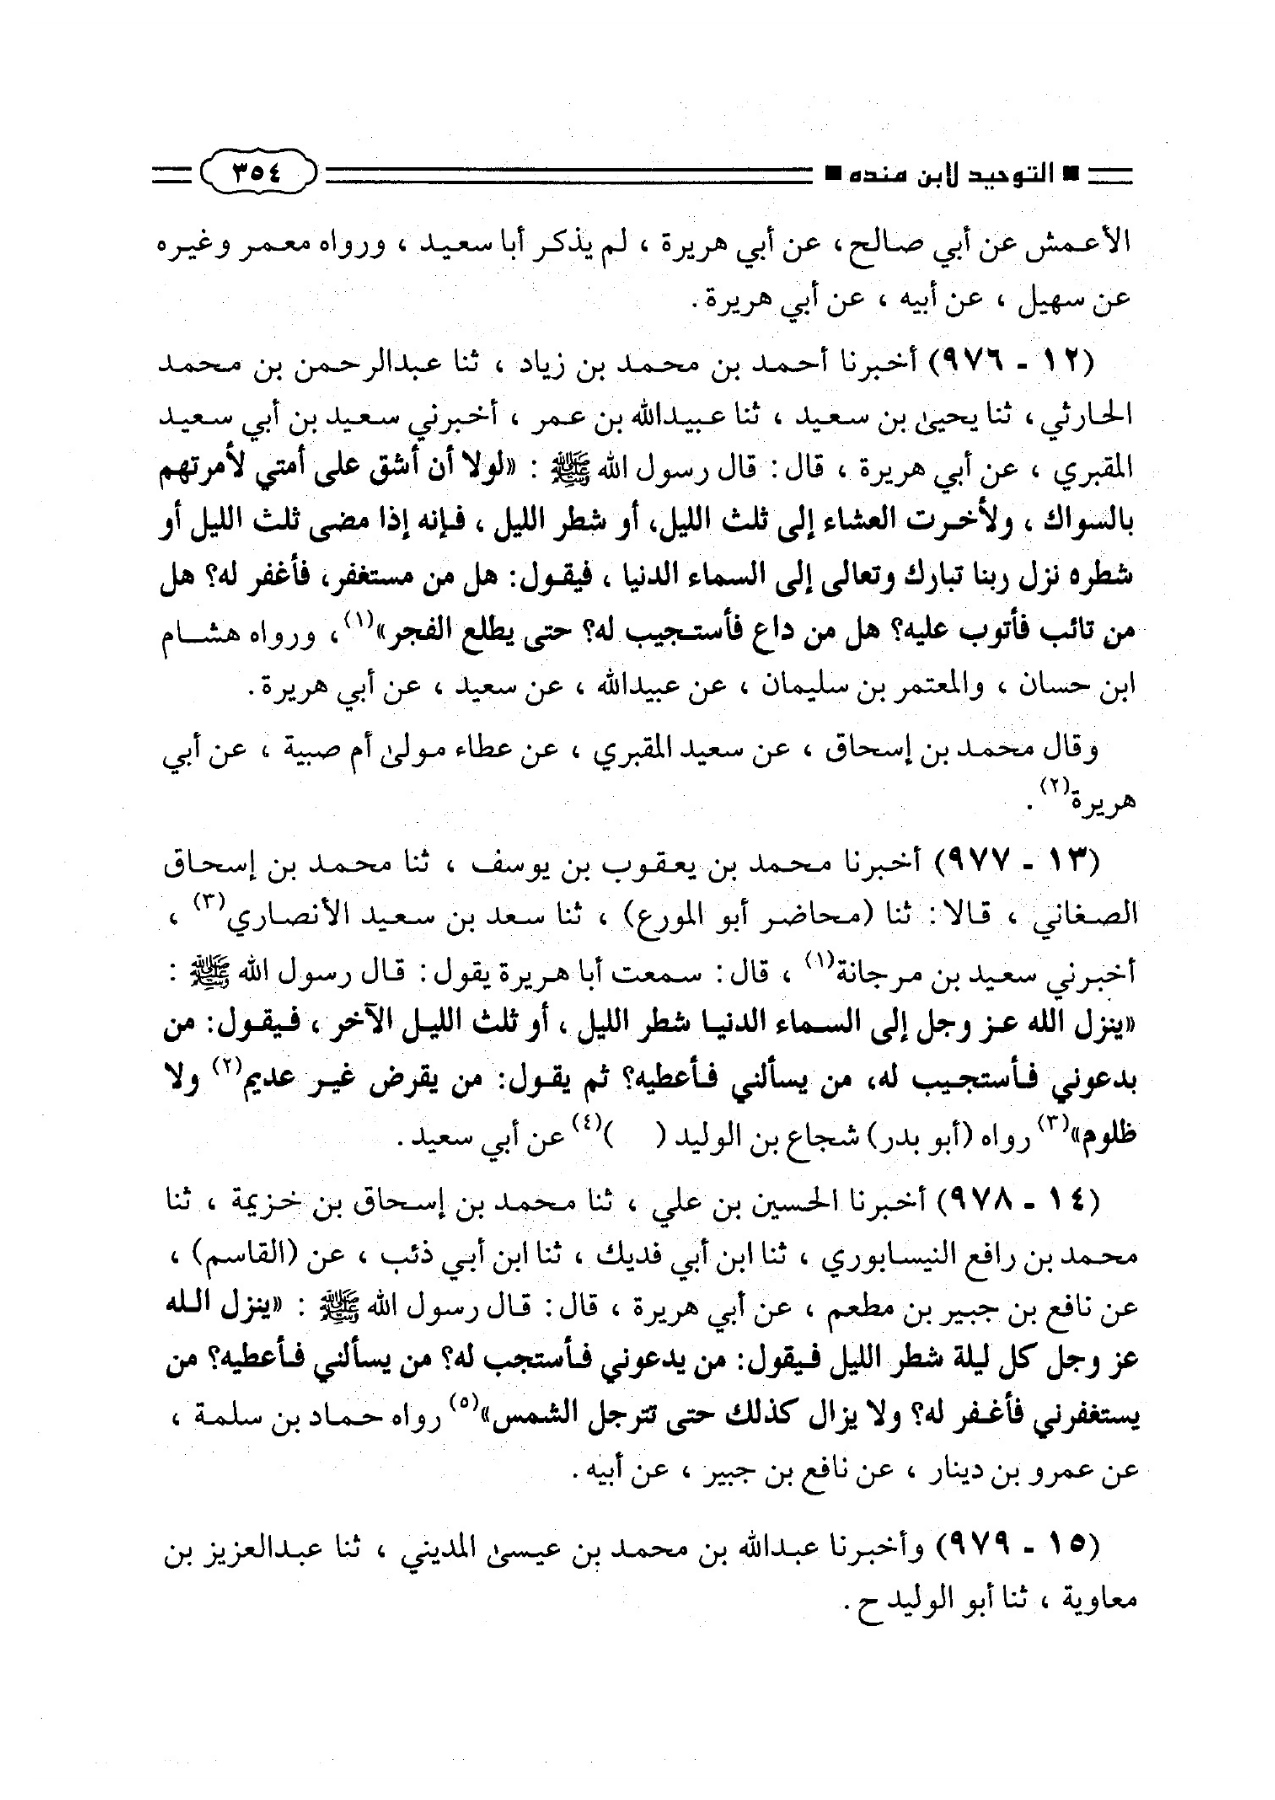 ■ التوحيد لابن منده ■ ٣٥٤
الأعمش عن أبي صالح، عن أبي هريرة ، لم يذكر أبا سعيد ، ورواه معمر وغيره
عن سهيل ، عن أبيه ، عن أبي هريرة .
(١٢ - ٩٧٦) أخبرنا أحمد بن محمد بن زياد ، ثنا عبدالرحمن بن محمد
الحارثي ، ثنا يحيىٰ بن سعيد ، ثنا عبيدالله بن عمر ، أخبرني سعيد بن أبي سعيد
المقبري ، عن أبي هريرة ، قال : قال رسول الله ﷺ : «لولا أن أشق على أمتي لأمرتهم
بالسواك ، ولأخرت العشاء إلى ثلث الليل، أو شطر الليل ، فإنه إذا مضى ثلث الليل أو
شطره نزل ربنا تبارك وتعالى إلى السماء الدنيا ، فيقول: هل من مستغفر، فأغفر له؟ هل
من تائب فأتوب عليه؟ هل من داع فأستجيب له؟ حتى يطلع الفجر»(١)، ورواه هشام
ابن حسان ، والمعتمر بن سليمان ، عن عبيدالله ، عن سعيد ، عن أبي هريرة .
وقال محمد بن إسحاق ، عن سعيد المقبري ، عن عطاء مولىٰ أم صبية ، عن أبي
هريرة(٢) .
(١٣ - ٩٧٧) أخبرنا محمد بن يعقوب بن يوسف ، ثنا محمد بن إسحاق
الصغاني ، قالا : ثنا (محاضر أبو المورع) ، ثنا سعد بن سعيد الأنصاري(٣) ،
أخبرني سعيد بن مرجانة(١) ، قال : سمعت أبا هريرة يقول : قال رسول الله ﷺ :
«ينزل الله عز وجل إلى السماء الدنيا شطر الليل ، أو ثلث الليل الآخر ، فيقول: من
بدعوني فأستجيب له، من يسألني فأعطيه؟ ثم يقول: من يقرض غير عديم(٢) ولا
ظلوم»(٣) رواه (أبو بدر) شجاع بن الوليد (   )(٤) عن أبي سعيد .
(١٤ - ٩٧٨) أخبرنا الحسين بن علي ، ثنا محمد بن إسحاق بن خزيمة ، ثنا
محمد بن رافع النيسابوري ، ثنا ابن أبي فديك ، ثنا ابن أبي ذئب ، عن (القاسم) ،
عن نافع بن جبير بن مطعم ، عن أبي هريرة ، قال : قال رسول الله ﷺ : «ينزل الله
عز وجل كل ليلة شطر الليل فيقول: من يدعوني فأستجب له؟ من يسألني فأعطيه؟ من
يستغفرني فأغفر له؟ ولا يزال كذلك حتى تترجل الشمس»(٥) رواه حماد بن سلمة ،
عن عمرو بن دينار ، عن نافع بن جبير ، عن أبيه .
(١٥ - ٩٧٩) وأخبرنا عبدالله بن محمد بن عيسىٰ المديني ، ثنا عبدالعزيز بن
معاوية ، ثنا أبو الوليد ح .